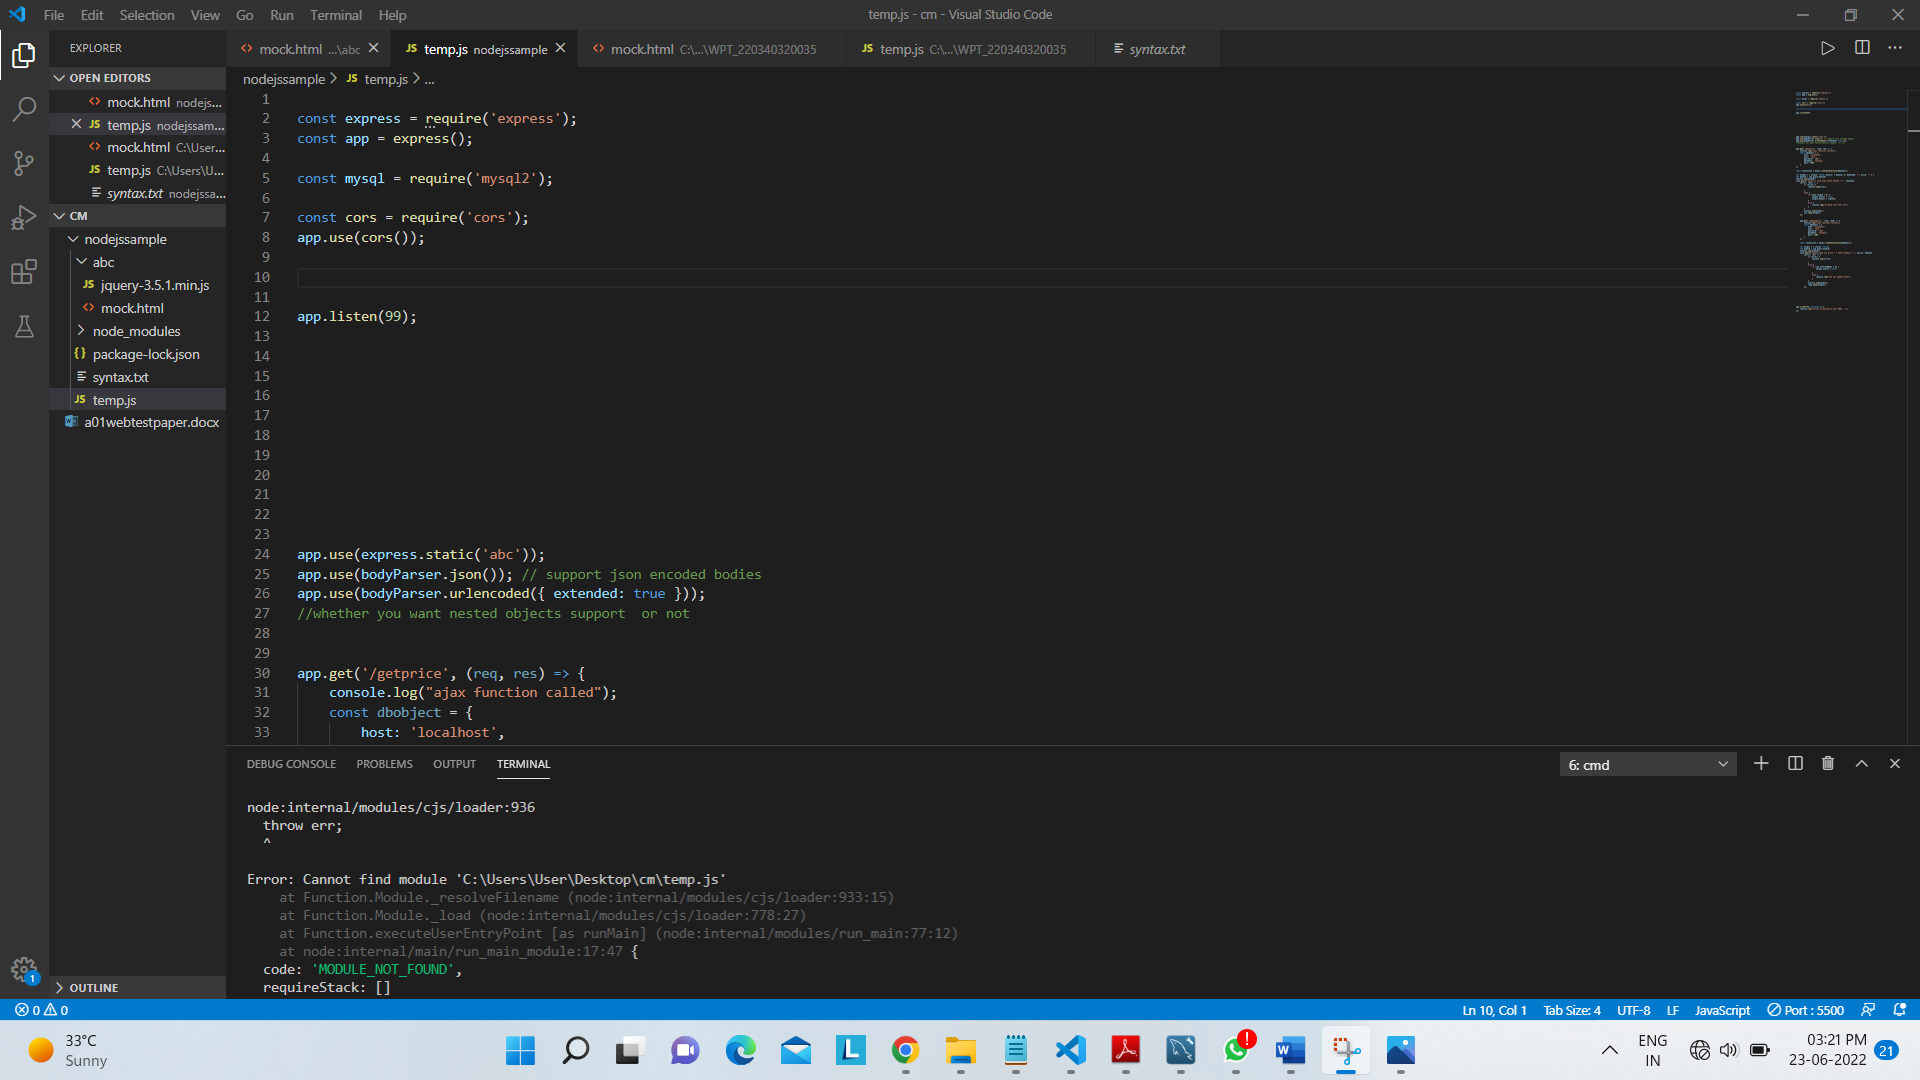 File Edit Selection View Go Run Terminal Help
temp.js - cm - Visual Studio Code
EXPLORER
mock.html ...\abc
JS temp.js nodejssample
mock.html C:\...\WPT_220340320035
JS temp.js C:\...\WPT_220340320035
syntax.txt
OPEN EDITORS
mock.html nodejs...
JS temp.js nodejssam...
mock.html C:\User...
JS temp.js C:\Users\U...
syntax.txt nodejssa...
CM
nodejssample
abc
JS jquery-3.5.1.min.js
mock.html
node_modules
{} package-lock.json
syntax.txt
JS temp.js
a01webtestpaper.docx
OUTLINE
nodejssample > JS temp.js > ...
1
2 const express = require('express');
3 const app = express();
4
5 const mysql = require('mysql2');
6
7 const cors = require('cors');
8 app.use(cors());
9
10
11
12 app.listen(99);
13
14
15
16
17
18
19
20
21
22
23
24 app.use(express.static('abc'));
25 app.use(bodyParser.json()); // support json encoded bodies
26 app.use(bodyParser.urlencoded({ extended: true }));
27 //whether you want nested objects support  or not
28
29
30 app.get('/getprice', (req, res) => {
31     console.log("ajax function called");
32     const dbobject = {
33         host: 'localhost',
DEBUG CONSOLE PROBLEMS OUTPUT TERMINAL
6: cmd
node:internal/modules/cjs/loader:936
  throw err;
  ^
Error: Cannot find module 'C:\Users\User\Desktop\cm\temp.js'
    at Function.Module._resolveFilename (node:internal/modules/cjs/loader:933:15)
    at Function.Module._load (node:internal/modules/cjs/loader:778:27)
    at Function.executeUserEntryPoint [as runMain] (node:internal/modules/run_main:77:12)
    at node:internal/main/run_main_module:17:47 {
  code: 'MODULE_NOT_FOUND',
  requireStack: []
1
0 0
Ln 10, Col 1 Tab Size: 4 UTF-8 LF JavaScript Port : 5500
33°C
Sunny
L
W
!
ENG
IN
03:21 PM
23-06-2022
21